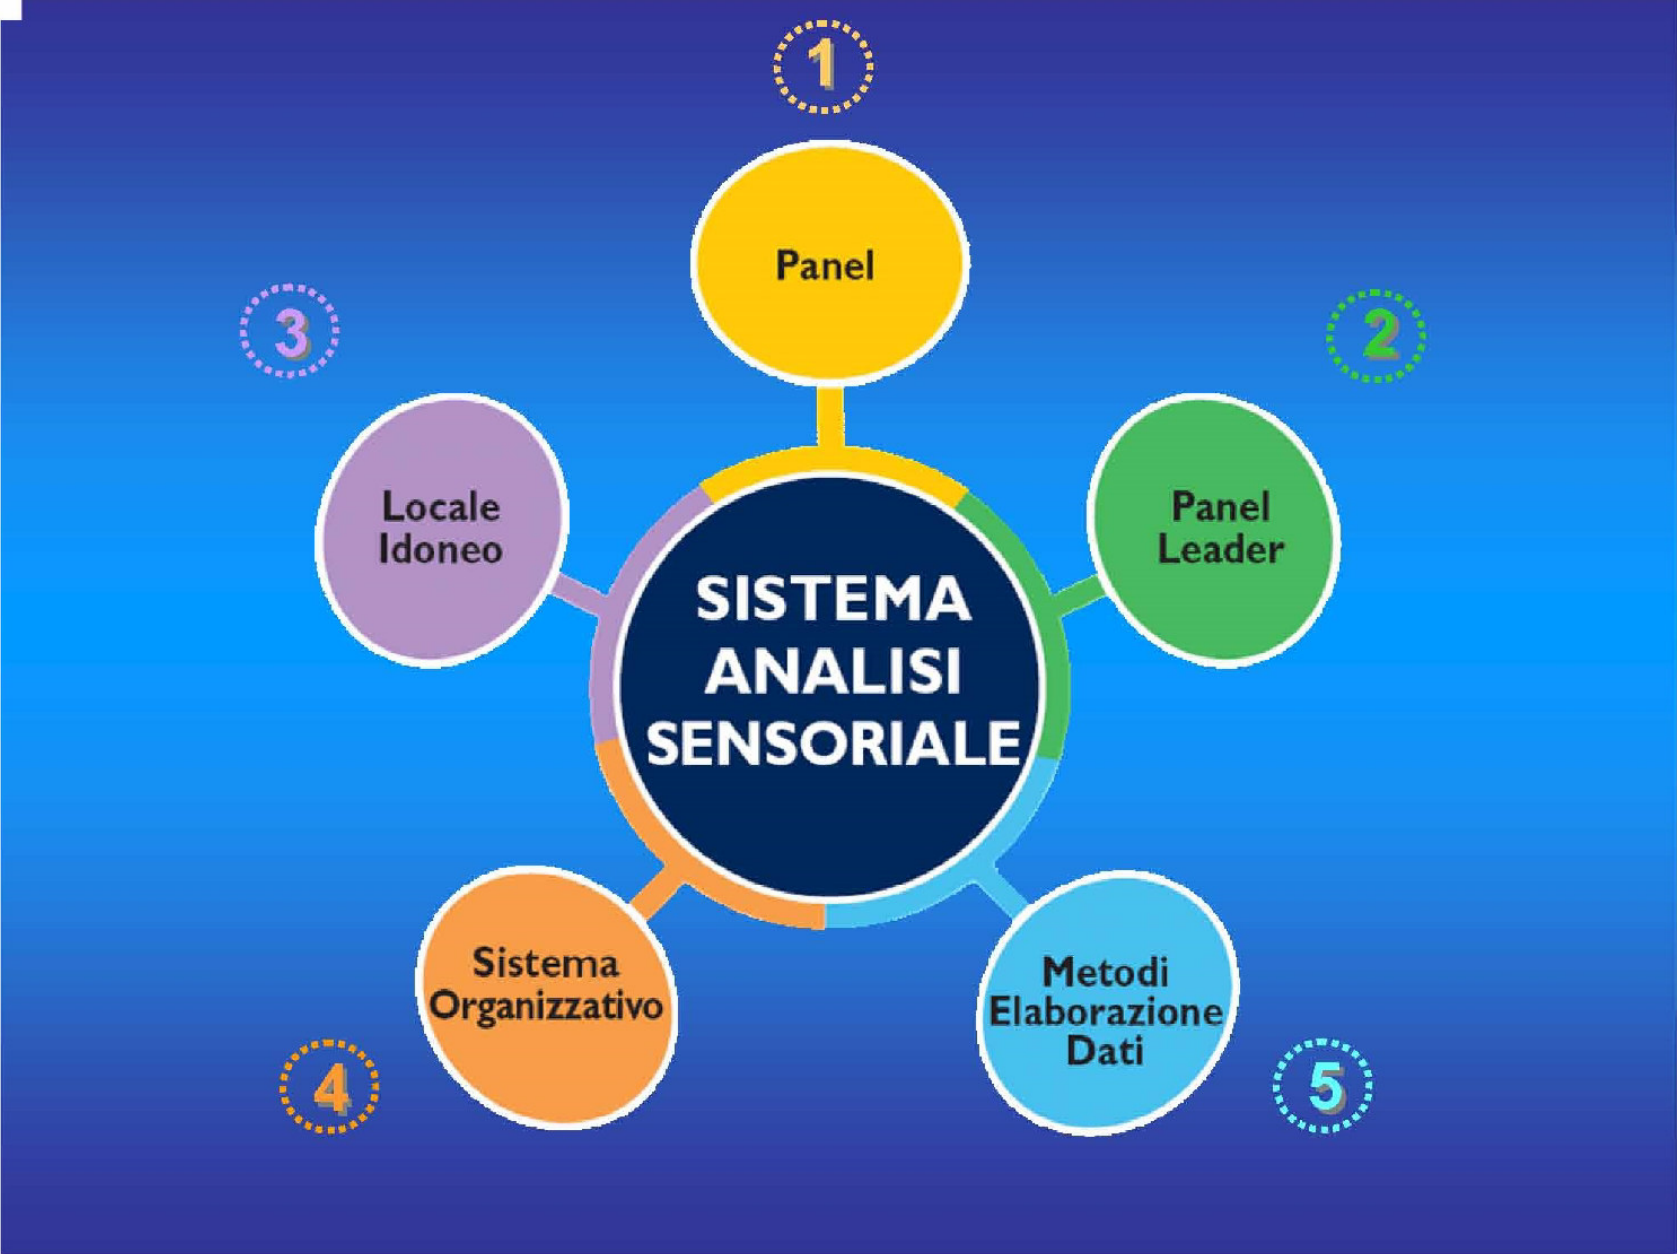 1
Panel
3
2
Locale
Idoneo
Panel
Leader
SISTEMA
ANALISI
SENSORIALE
Sistema
Organizzativo
Metodi
Elaborazione
Dati
4
5